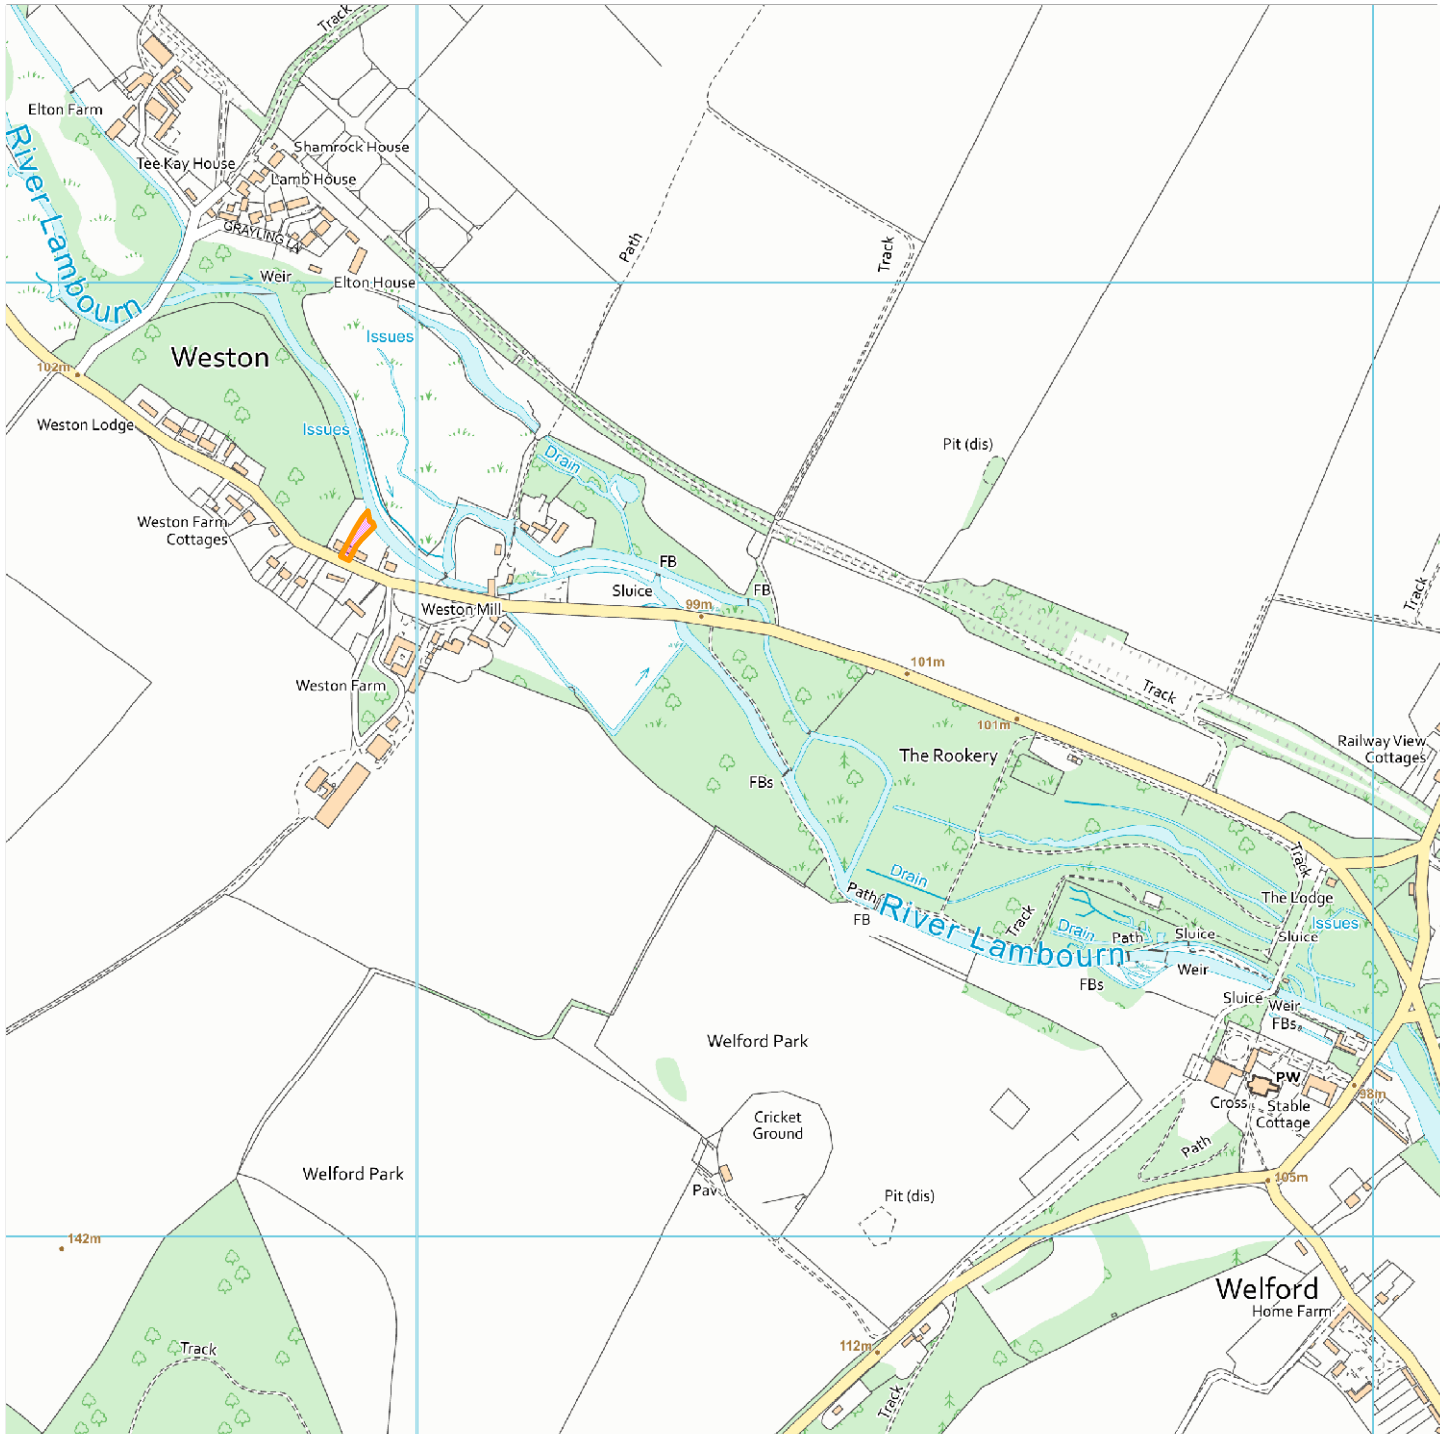 Track
Elton Farm
Shamrock House
Tee Kay House
Lamb House
River Lambourn
GRAYLING LA
Path
Track
Weir
Elton House
Issues
Weston
102m
Weston Lodge
Issues
Pit (dis)
Drain
Weston Farm
Cottages
FB
Sluice
FB
Weston Mill
99m
Track
101m
Weston Farm
Track
101m
The Rookery
Railway View
Cottages
FBs
Track
Drain
Path
The Lodge
FB
River Lambourn
Track
Drain
Path
Sluice
Sluice
Issues
Weir
FBs
Sluice
Weir
FBs
Welford Park
PW
98m
Cross
Stable
Cottage
Cricket
Ground
Path
Welford Park
Pav
Pit (dis)
105m
142m
Welford
Home Farm
Track
112m
Track